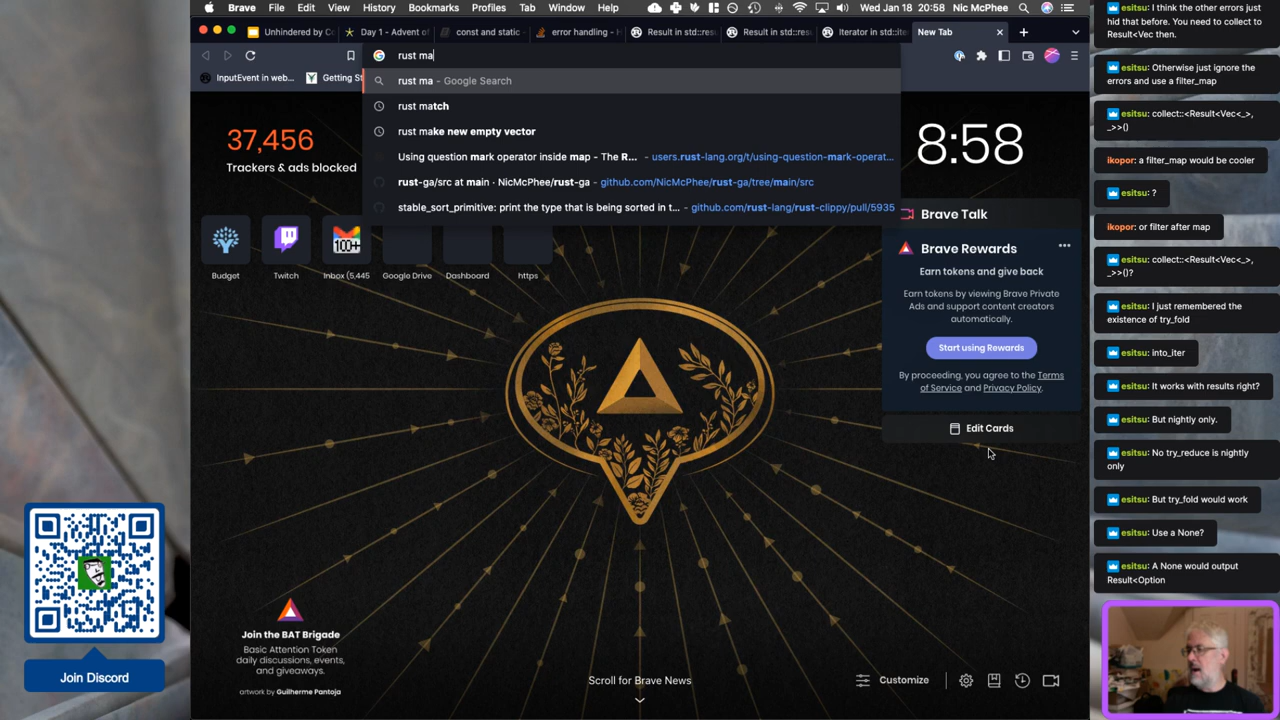 Brave File Edit View History Bookmarks Profiles Tab Window Help Wed Jan 18 20:58 Nic McPhee
Unhindered by Co
Day 1 - Advent of
const and static -
error handling - H
Result in std::resu
Result in std::resu
Iterator in std::ite
New Tab
rust ma
InputEvent in web...
Getting St
rust ma - Google Search
rust match
rust make new empty vector
Using question mark operator inside map - The R... - users.rust-lang.org/t/using-question-mark-operat...
rust-ga/src at main · NicMcPhee/rust-ga - github.com/NicMcPhee/rust-ga/tree/main/src
stable_sort_primitive: print the type that is being sorted in t... - github.com/rust-lang/rust-clippy/pull/5935
37,456
Trackers & ads blocked
8:58
100+
Budget
Twitch
Inbox (5,445
Google Drive
Dashboard
https
Brave Talk
Brave Rewards
Earn tokens and give back
Earn tokens by viewing Brave Private
Ads and support content creators
automatically.
Start using Rewards
By proceeding, you agree to the Terms
of Service and Privacy Policy.
Edit Cards
Join the BAT Brigade
Basic Attention Token
daily discussions, events,
and giveaways.
artwork by Guilherme Pantoja
Scroll for Brave News
Customize
Join Discord
esitsu: I think the other errors just
hid that before. You need to collect to
Result<Vec then.
esitsu: Otherwise just ignore the
errors and use a filter_map
esitsu: collect::<Result<Vec<_>,
_>>()
ikopor: a filter_map would be cooler
esitsu: ?
ikopor: or filter after map
esitsu: collect::<Result<Vec<_>,
_>>()?
esitsu: I just remembered the
existence of try_fold
esitsu: into_iter
esitsu: It works with results right?
esitsu: But nightly only.
esitsu: No try_reduce is nightly
only
esitsu: But try_fold would work
esitsu: Use a None?
esitsu: A None would output
Result<Option